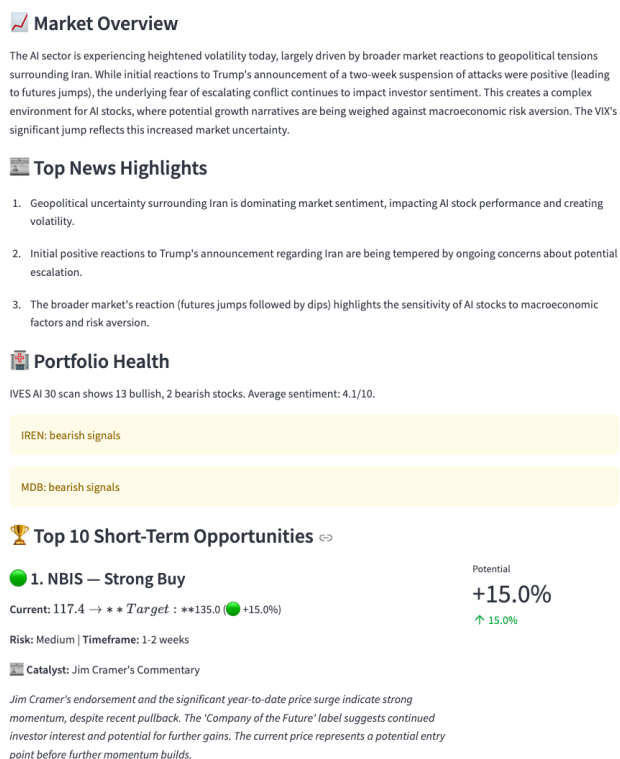 Market Overview
The AI sector is experiencing heightened volatility today, largely driven by broader market reactions to geopolitical tensions
surrounding Iran. While initial reactions to Trump's announcement of a two-week suspension of attacks were positive (leading
to futures jumps), the underlying fear of escalating conflict continues to impact investor sentiment. This creates a complex
environment for AI stocks, where potential growth narratives are being weighed against macroeconomic risk aversion. The VIX's
significant jump reflects this increased market uncertainty.
Top News Highlights
1. Geopolitical uncertainty surrounding Iran is dominating market sentiment, impacting AI stock performance and creating
volatility.
2. Initial positive reactions to Trump's announcement regarding Iran are being tempered by ongoing concerns about potential
escalation.
3. The broader market's reaction (futures jumps followed by dips) highlights the sensitivity of AI stocks to macroeconomic
factors and risk aversion.
Portfolio Health
IVES AI 30 scan shows 13 bullish, 2 bearish stocks. Average sentiment: 4.1/10.
IREN: bearish signals
MDB: bearish signals
Top 10 Short-Term Opportunities
1. NBIS — Strong Buy
Current: 117.4 → * * Target : **135.0 (🟢 +15.0%)
Risk: Medium | Timeframe: 1-2 weeks
Catalyst: Jim Cramer's Commentary
Jim Cramer's endorsement and the significant year-to-date price surge indicate strong
momentum, despite recent pullback. The 'Company of the Future' label suggests continued
investor interest and potential for further gains. The current price represents a potential entry
point before further momentum builds.
Potential
+15.0%
↑ 15.0%